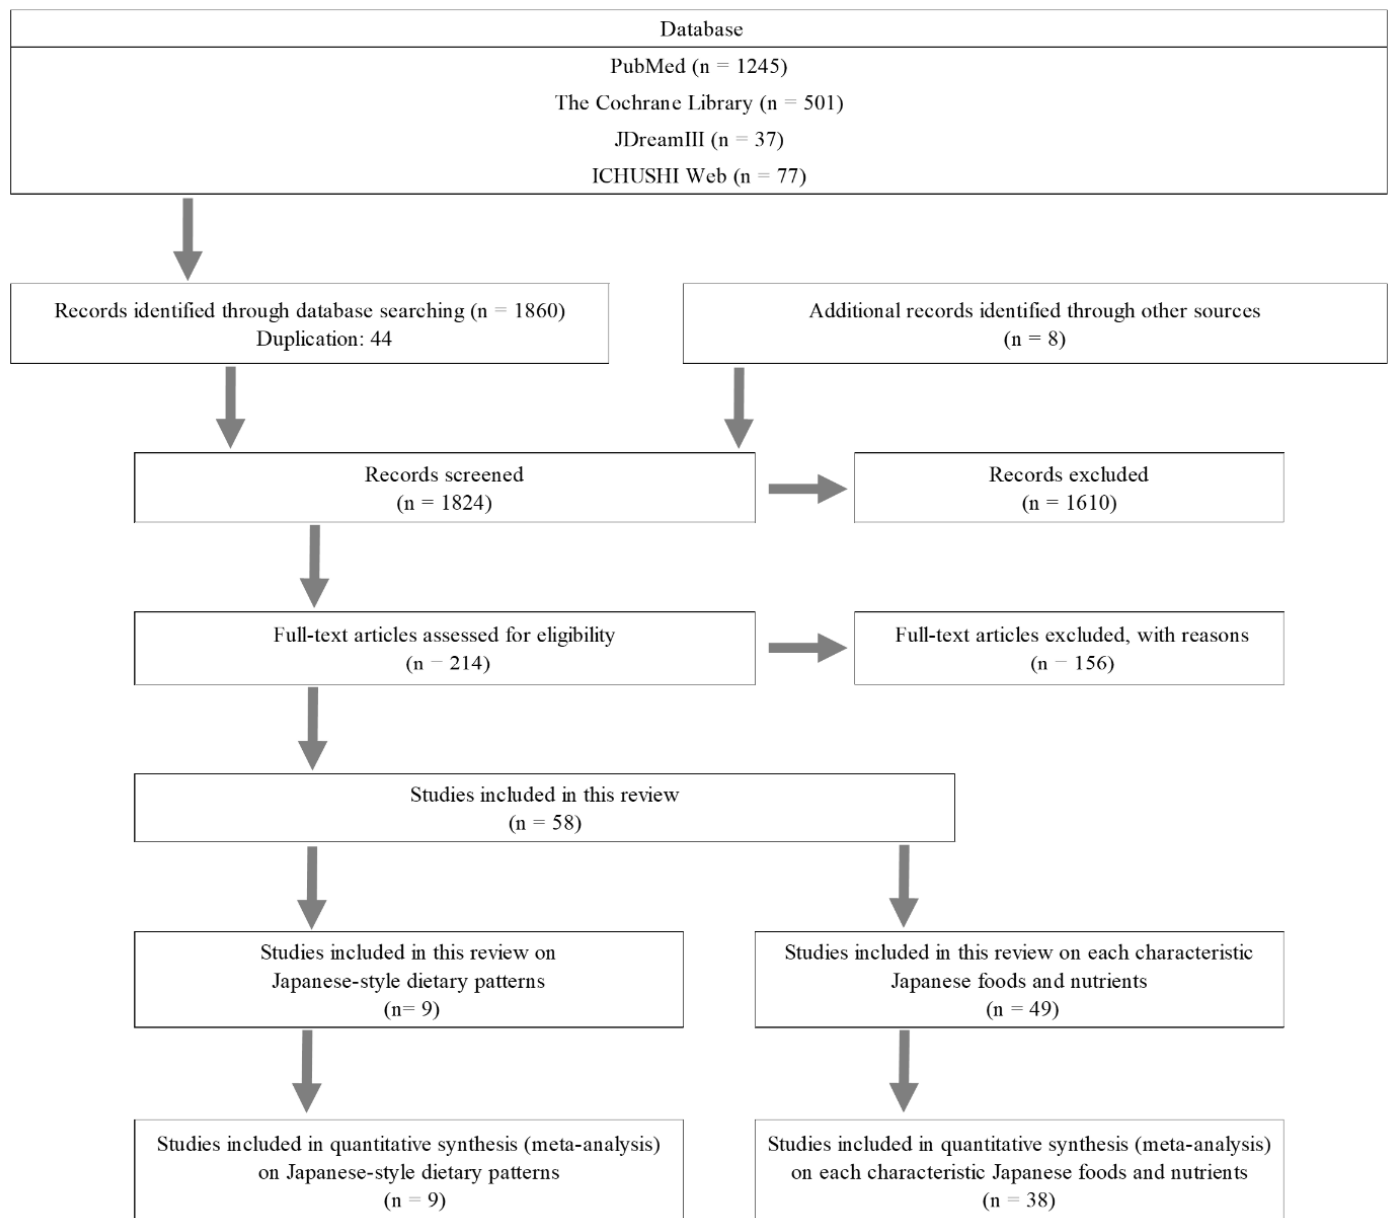 Database
PubMed (n = 1245)
The Cochrane Library (n = 501)
JDreamIII (n = 37)
ICHUSHI Web (n = 77)
Records identified through database searching (n = 1860)
Duplication: 44
Additional records identified through other sources
(n = 8)
Records screened
(n = 1824)
Records excluded
(n = 1610)
Full-text articles assessed for eligibility
(n = 214)
Full-text articles excluded, with reasons
(n = 156)
Studies included in this review
(n = 58)
Studies included in this review on
Japanese-style dietary patterns
(n= 9)
Studies included in this review on each characteristic
Japanese foods and nutrients
(n = 49)
Studies included in quantitative synthesis (meta-analysis)
on Japanese-style dietary patterns
(n = 9)
Studies included in quantitative synthesis (meta-analysis)
on each characteristic Japanese foods and nutrients
(n = 38)